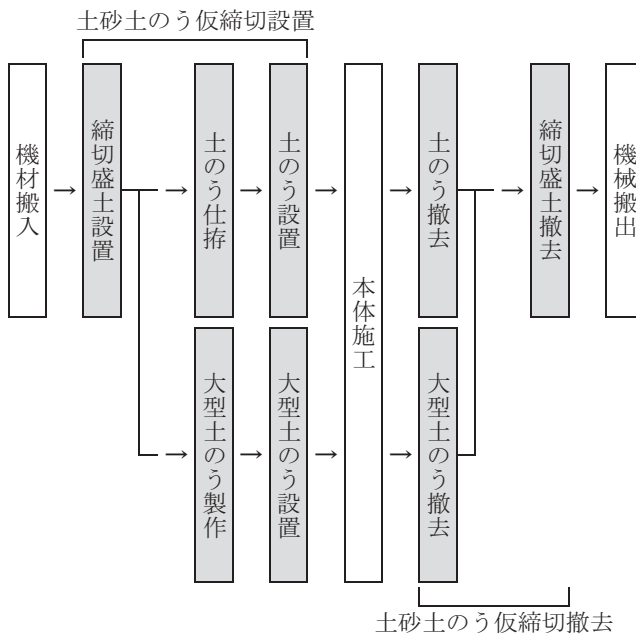 土砂土のう仮締切設置
機材搬入
締切盛土設置
土のう仕拵
土のう設置
本体施工
土のう撤去
締切盛土撤去
機械搬出
大型土のう製作
大型土のう設置
大型土のう撤去
土砂土のう仮締切撤去